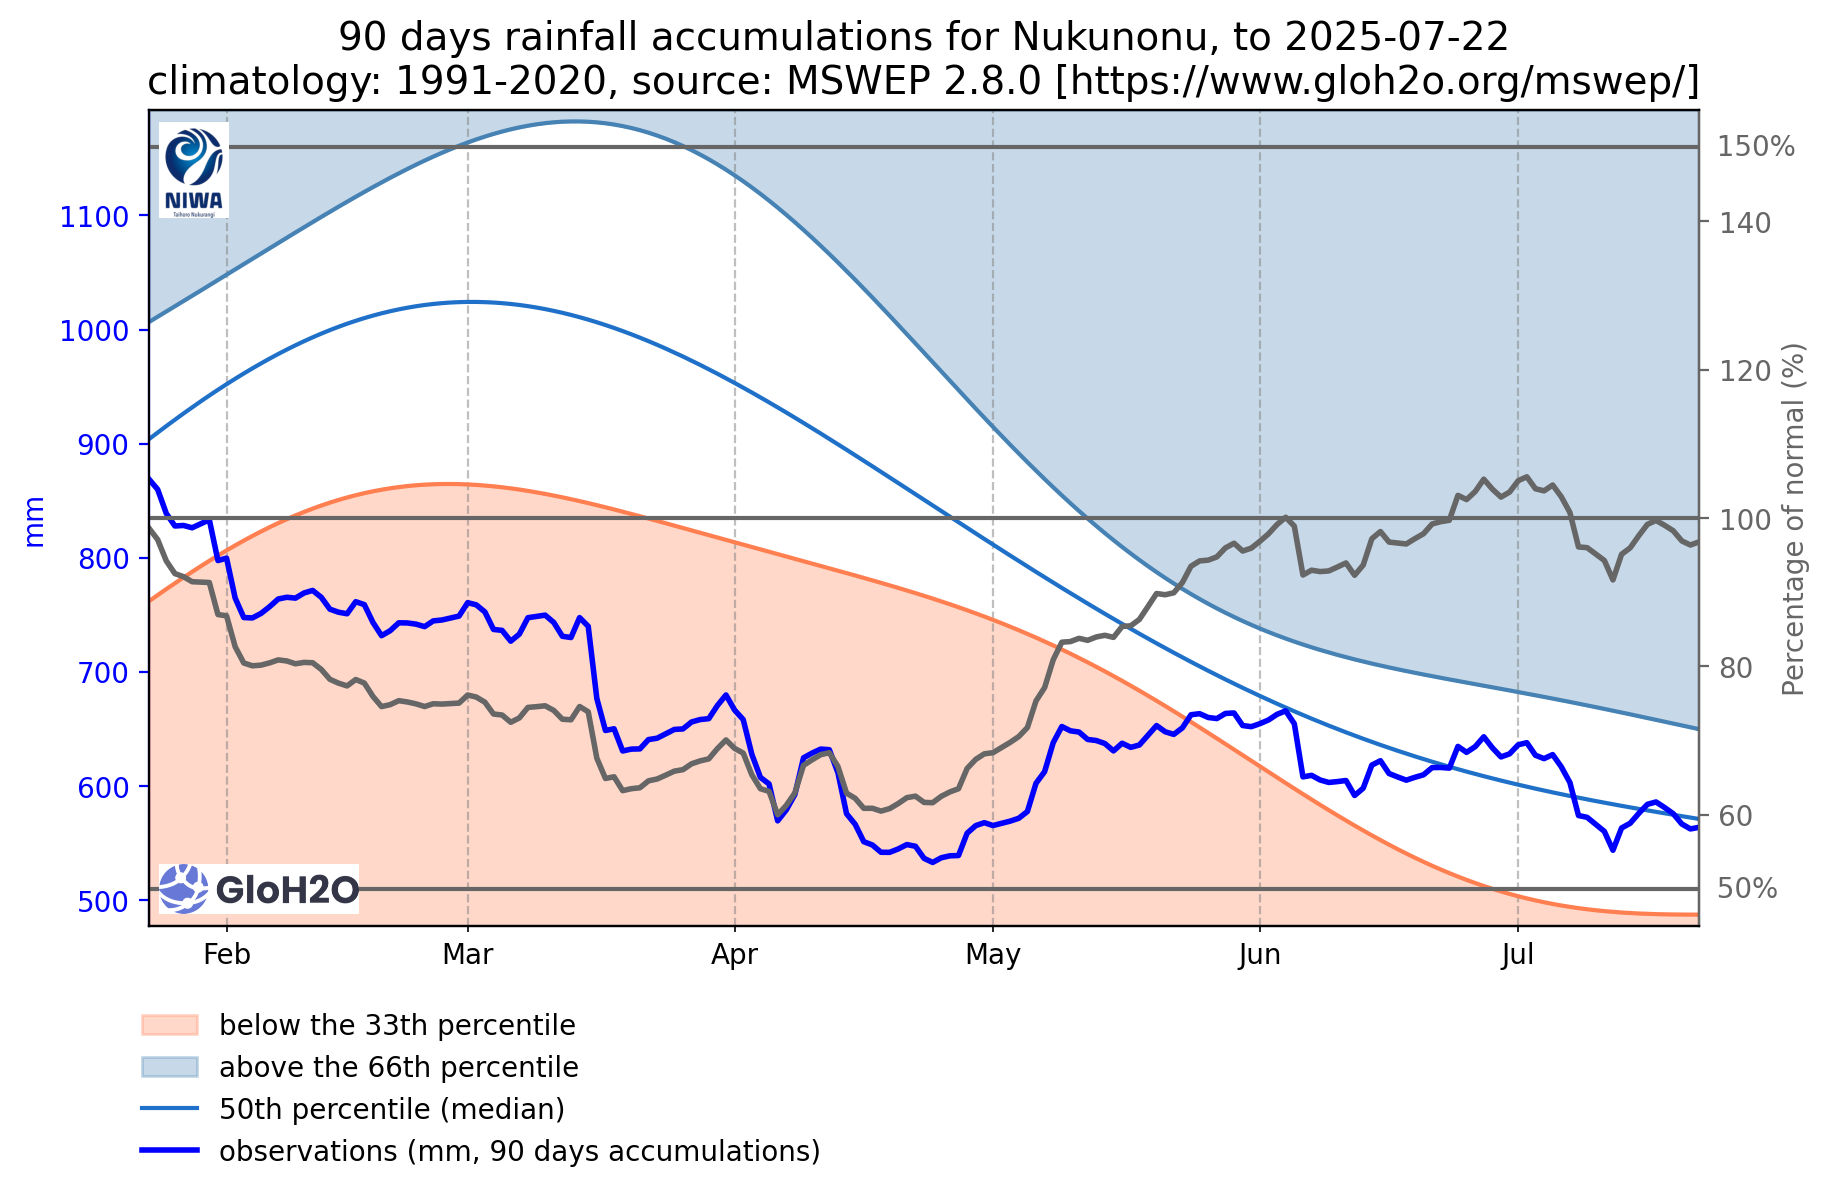 90 days rainfall accumulations for Nukunonu, to 2025-07-22
climatology: 1991-2020, source: MSWEP 2.8.0 [https://www.gloh2o.org/mswep/]
NIWA
Taihoro Nukurangi
150%
1100
140
1000
120
900
mm
100
Percentage of normal (%)
800
700
80
600
60
GloH2O
50%
500
Feb
Mar
Apr
May
Jun
Jul
below the 33th percentile
above the 66th percentile
50th percentile (median)
observations (mm, 90 days accumulations)